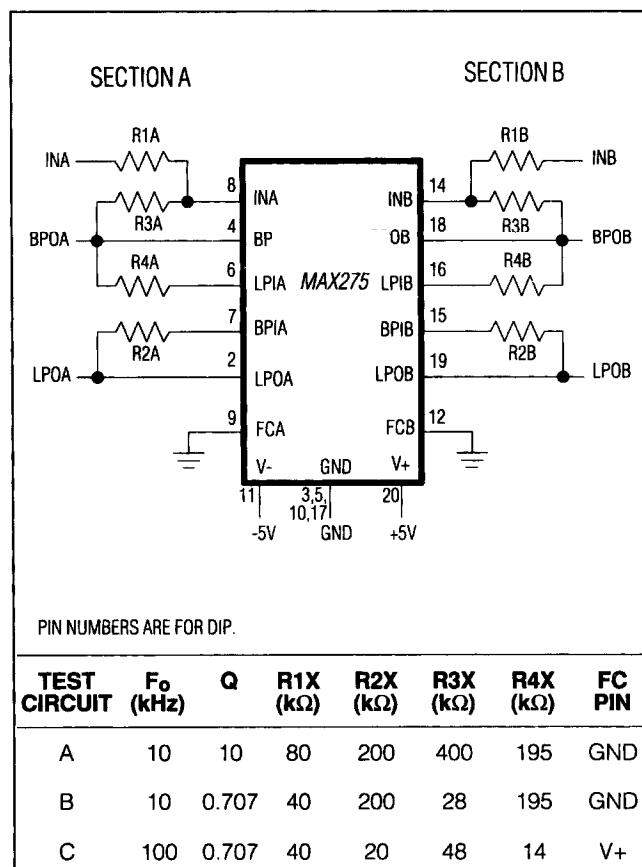 SECTION A
SECTION B
R1A
R1B
INA
INB
8
INA
INB
14
R3A
R3B
BPOA
4
BP
OB
18
BPOB
R4A
R4B
6
LPIA
MAX275
LPIB
16
7
BPIA
BPIB
15
R2A
R2B
LPOA
2
LPOA
LPOB
19
LPOB
9
FCA
FCB
12
V-
GND
V+
11
3,5,
10,17
20
-5V
GND
+5V
PIN NUMBERS ARE FOR DIP.
TEST CIRCUIT Fo (kHz) Q R1X (kΩ) R2X (kΩ) R3X (kΩ) R4X (kΩ) FC PIN
A 10 10 80 200 400 195 GND
B 10 0.707 40 200 28 195 GND
C 100 0.707 40 20 48 14 V+